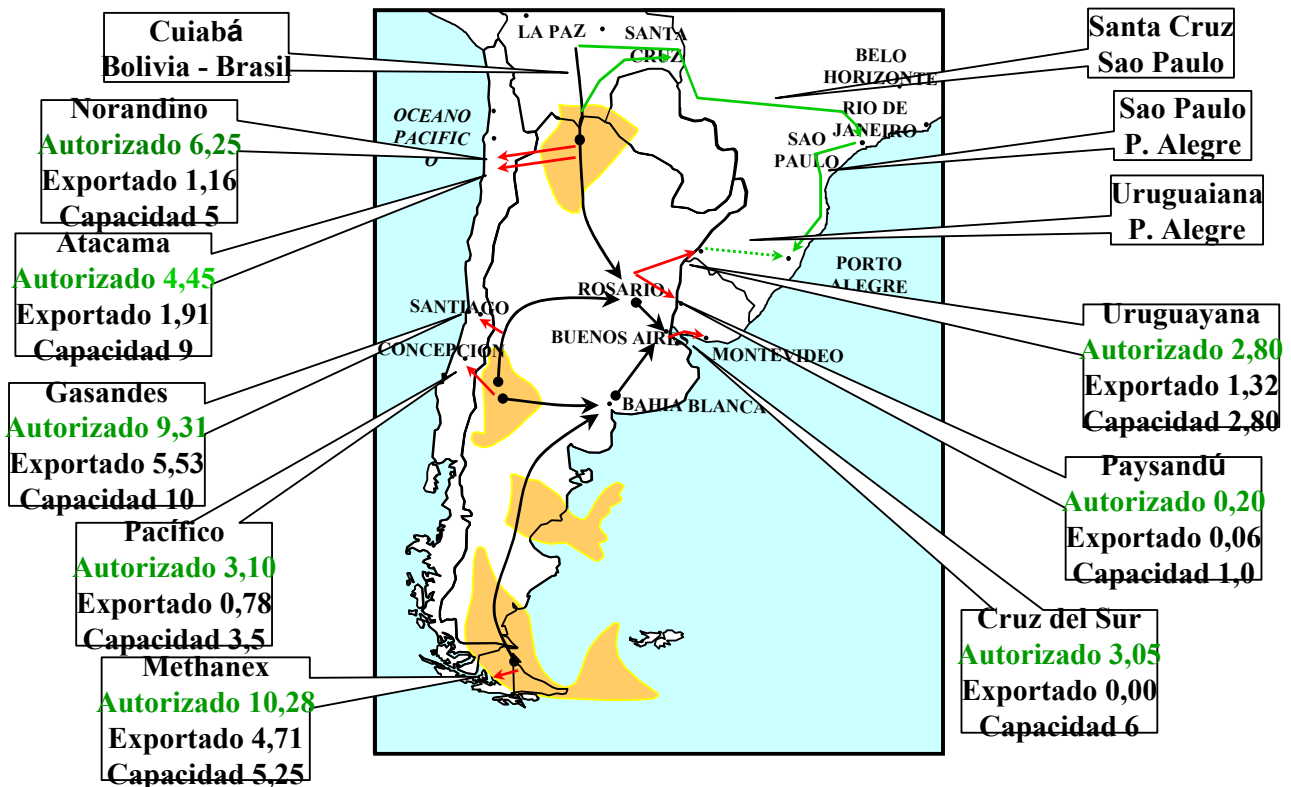 Cuiabá
Bolivia - Brasil
Norandino
Autorizado 6,25
Exportado 1,16
Capacidad 5
Atacama
Autorizado 4,45
Exportado 1,91
Capacidad 9
Gasandes
Autorizado 9,31
Exportado 5,53
Capacidad 10
Pacífico
Autorizado 3,10
Exportado 0,78
Capacidad 3,5
Methanex
Autorizado 10,28
Exportado 4,71
Capacidad 5,25
LA PAZ
SANTA
CRUZ
BELO
HORIZONTE
OCEANO
PACIFIC
O
RIO DE
JANEIRO
SAO
PAULO
PORTO
ALEGRE
ROSARIO
SANTIAGO
BUENOS AIRES
CONCEPCION
MONTEVIDEO
BAHIA BLANCA
Santa Cruz
Sao Paulo
Sao Paulo
P. Alegre
Uruguaiana
P. Alegre
Uruguayana
Autorizado 2,80
Exportado 1,32
Capacidad 2,80
Paysandú
Autorizado 0,20
Exportado 0,06
Capacidad 1,0
Cruz del Sur
Autorizado 3,05
Exportado 0,00
Capacidad 6